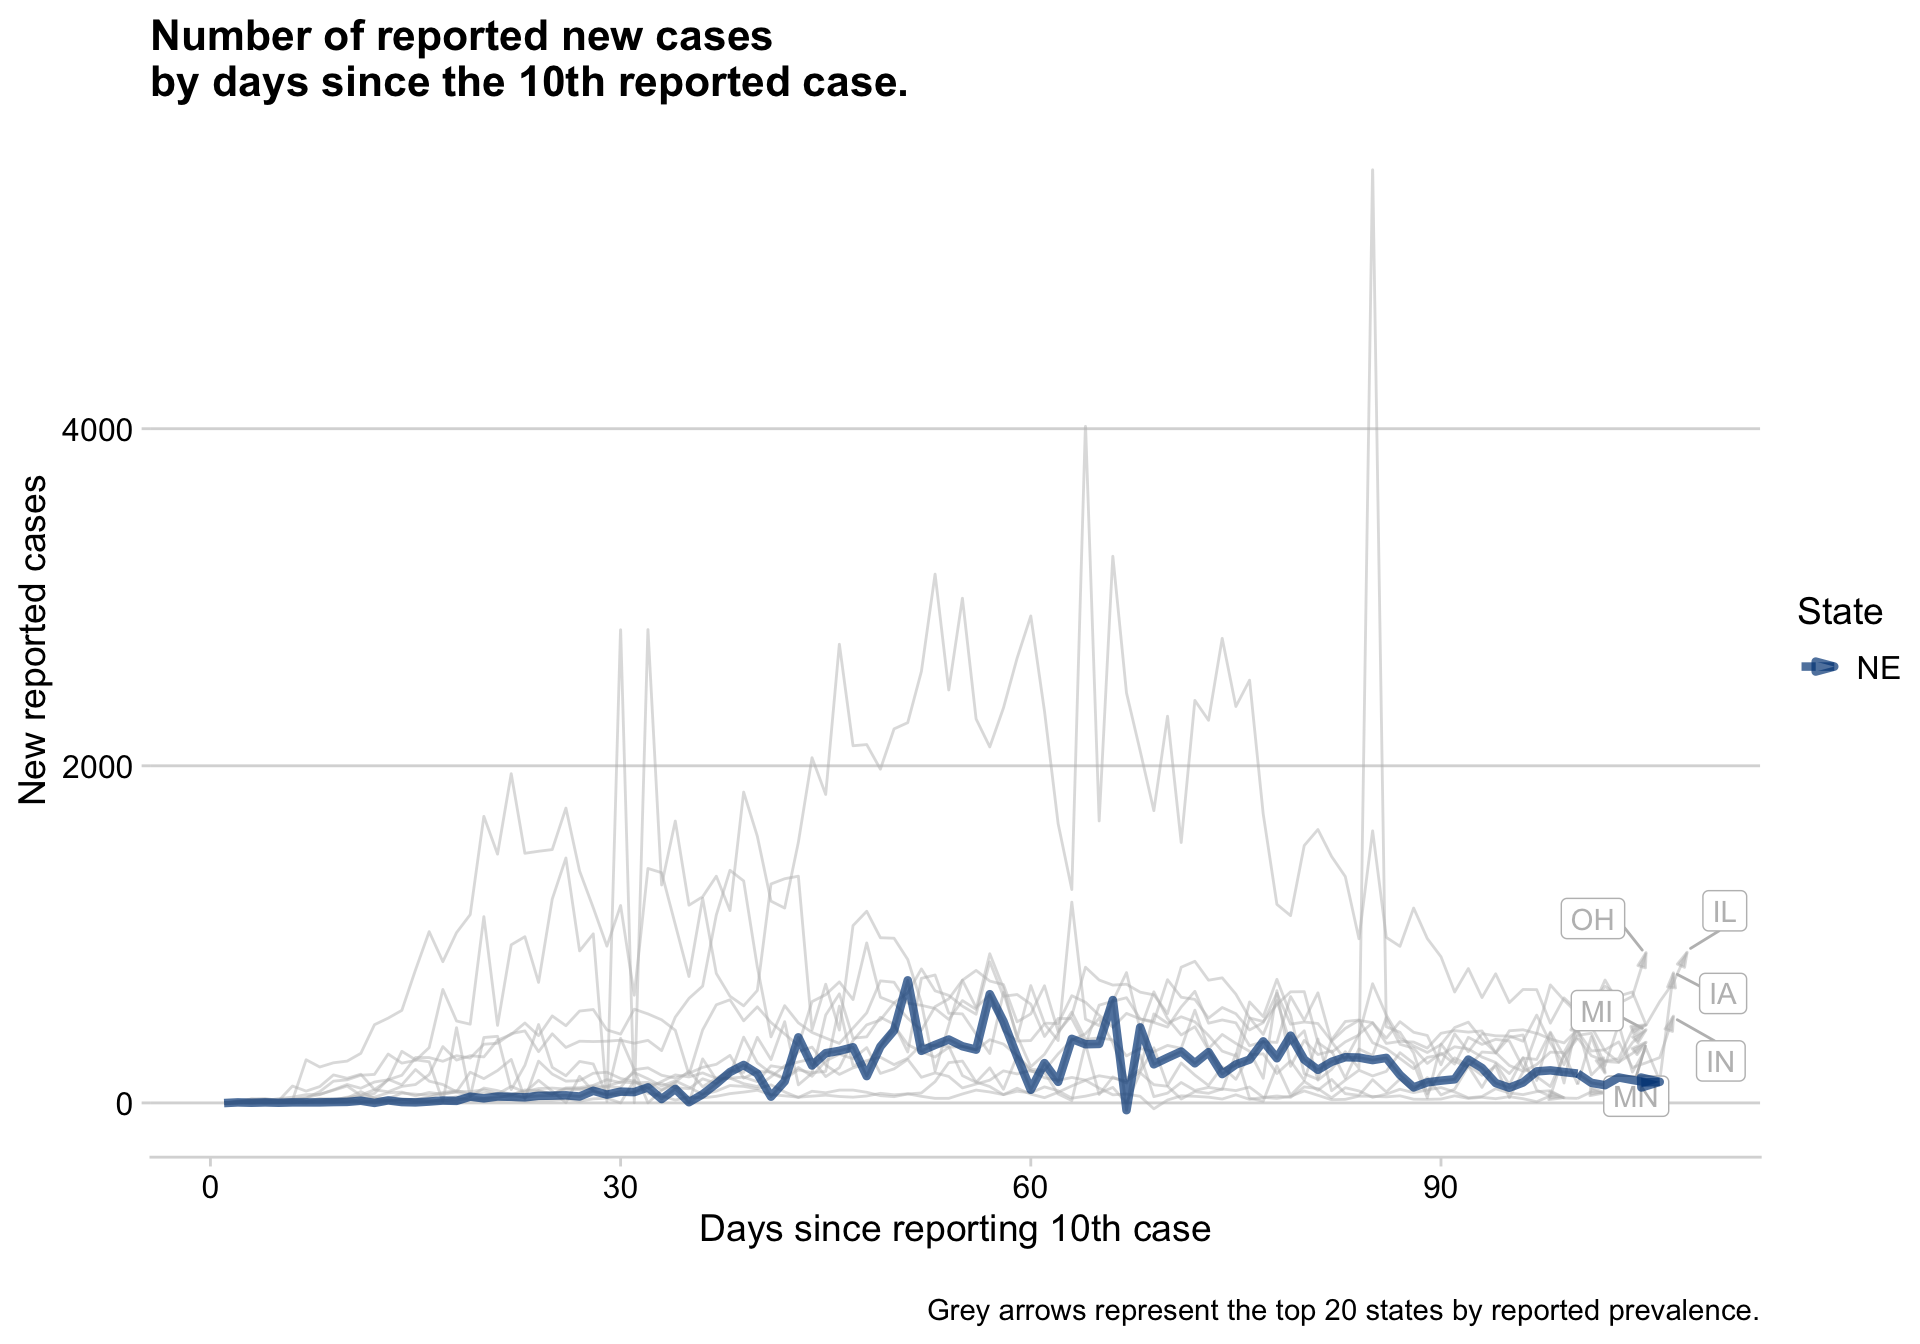 Number of reported new cases
by days since the 10th reported case.
New reported cases
4000
2000
0
0
30
60
90
Days since reporting 10th case
OH
IL
IA
MI
IN
MN
State
NE
Grey arrows represent the top 20 states by reported prevalence.